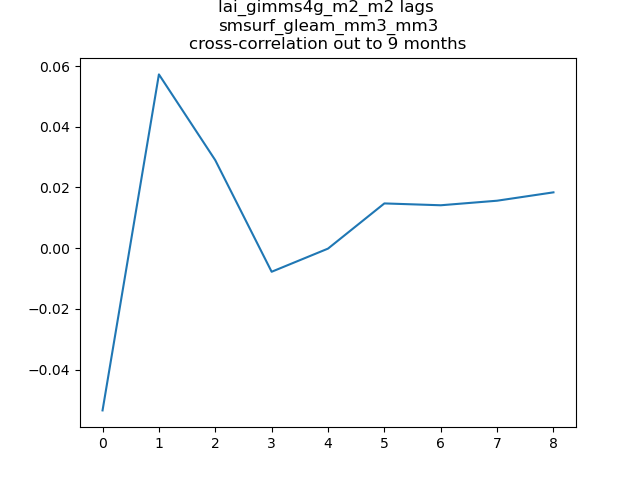 lai_gimms4g_m2_m2 lags
smsurf_gleam_mm3_mm3
cross-correlation out to 9 months
0.06
0.04
0.02
0.00
−0.02
−0.04
0 1 2 3 4 5 6 7 8